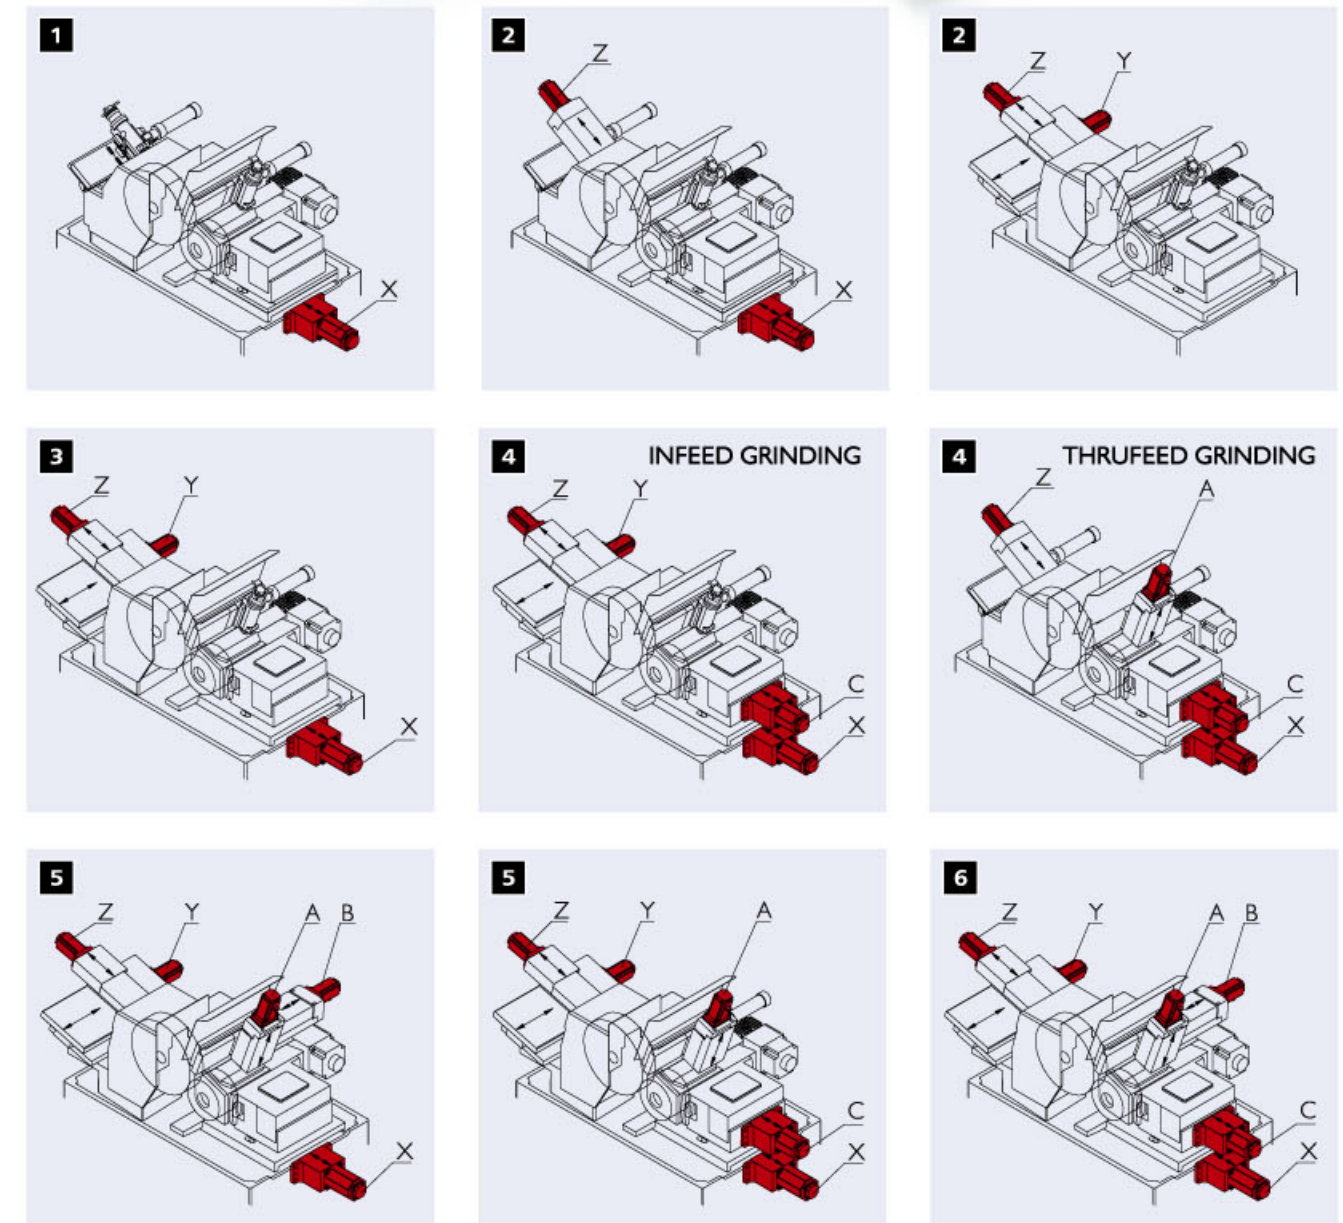 1
X
2
Z
X
2
Z Y
3
Z Y
X
4 INFEED GRINDING
Z Y
C
X
4 THRUFEED GRINDING
Z A
C
X
5
Z Y A B
X
5
Z Y A
C
X
6
Z Y A B
C
X